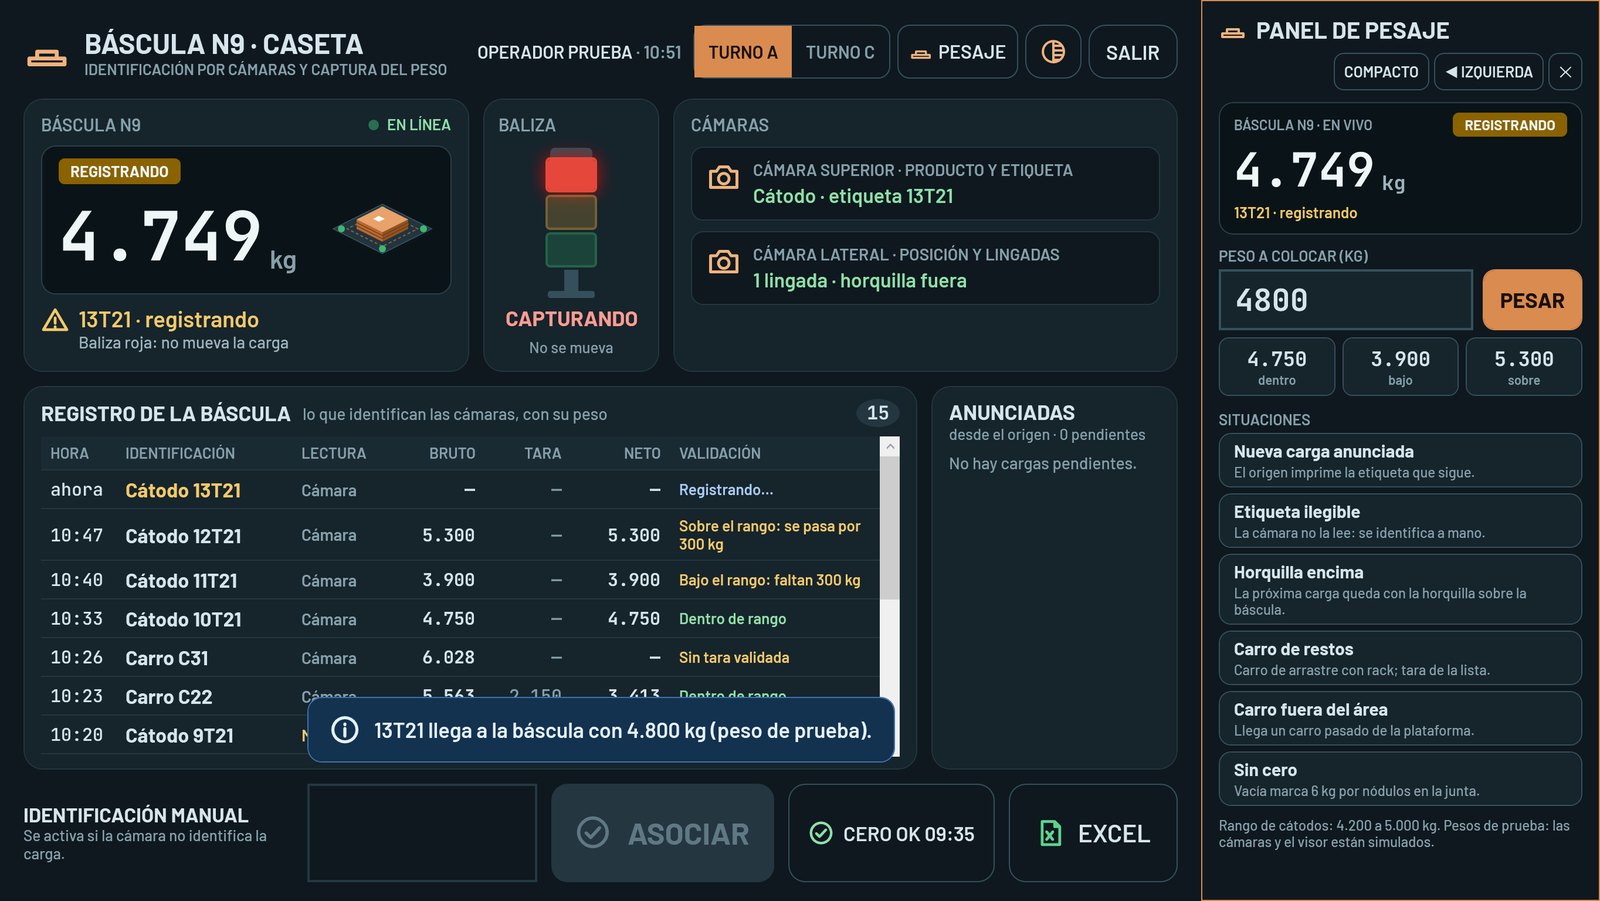 BÁSCULA N9 · CASETA
IDENTIFICACIÓN POR CÁMARAS Y CAPTURA DEL PESO
OPERADOR PRUEBA · 10:51
TURNO A
TURNO C
PESAJE
SALIR
BÁSCULA N9
EN LÍNEA
REGISTRANDO
4.749 kg
13T21 · registrando
Baliza roja: no mueva la carga
BALIZA
CAPTURANDO
No se mueva
CÁMARAS
CÁMARA SUPERIOR · PRODUCTO Y ETIQUETA
Cátodo · etiqueta 13T21
CÁMARA LATERAL · POSICIÓN Y LINGADAS
1 lingada · horquilla fuera
REGISTRO DE LA BÁSCULA lo que identifican las cámaras, con su peso 15
HORA IDENTIFICACIÓN LECTURA BRUTO TARA NETO VALIDACIÓN
ahora Cátodo 13T21 Cámara — — — Registrando...
10:47 Cátodo 12T21 Cámara 5.300 — 5.300 Sobre el rango: se pasa por
300 kg
10:40 Cátodo 11T21 Cámara 3.900 — 3.900 Bajo el rango: faltan 300 kg
10:33 Cátodo 10T21 Cámara 4.750 — 4.750 Dentro de rango
10:26 Carro C31 Cámara 6.028 — — Sin tara validada
10:23 Carro C22 Cámara 5.563 2.150 3.413 Dentro de rango
10:20 Cátodo 9T21
13T21 llega a la báscula con 4.800 kg (peso de prueba).
ANUNCIADAS
desde el origen · 0 pendientes
No hay cargas pendientes.
IDENTIFICACIÓN MANUAL
Se activa si la cámara no identifica la
carga.
ASOCIAR
CERO OK 09:35
EXCEL
PANEL DE PESAJE
COMPACTO
◀ IZQUIERDA
BÁSCULA N9 · EN VIVO
REGISTRANDO
4.749 kg
13T21 · registrando
PESO A COLOCAR (KG)
4800
PESAR
4.750
dentro
3.900
bajo
5.300
sobre
SITUACIONES
Nueva carga anunciada
El origen imprime la etiqueta que sigue.
Etiqueta ilegible
La cámara no la lee: se identifica a mano.
Horquilla encima
La próxima carga queda con la horquilla sobre la
báscula.
Carro de restos
Carro de arrastre con rack; tara de la lista.
Carro fuera del área
Llega un carro pasado de la plataforma.
Sin cero
Vacía marca 6 kg por nódulos en la junta.
Rango de cátodos: 4.200 a 5.000 kg. Pesos de prueba: las
cámaras y el visor están simulados.